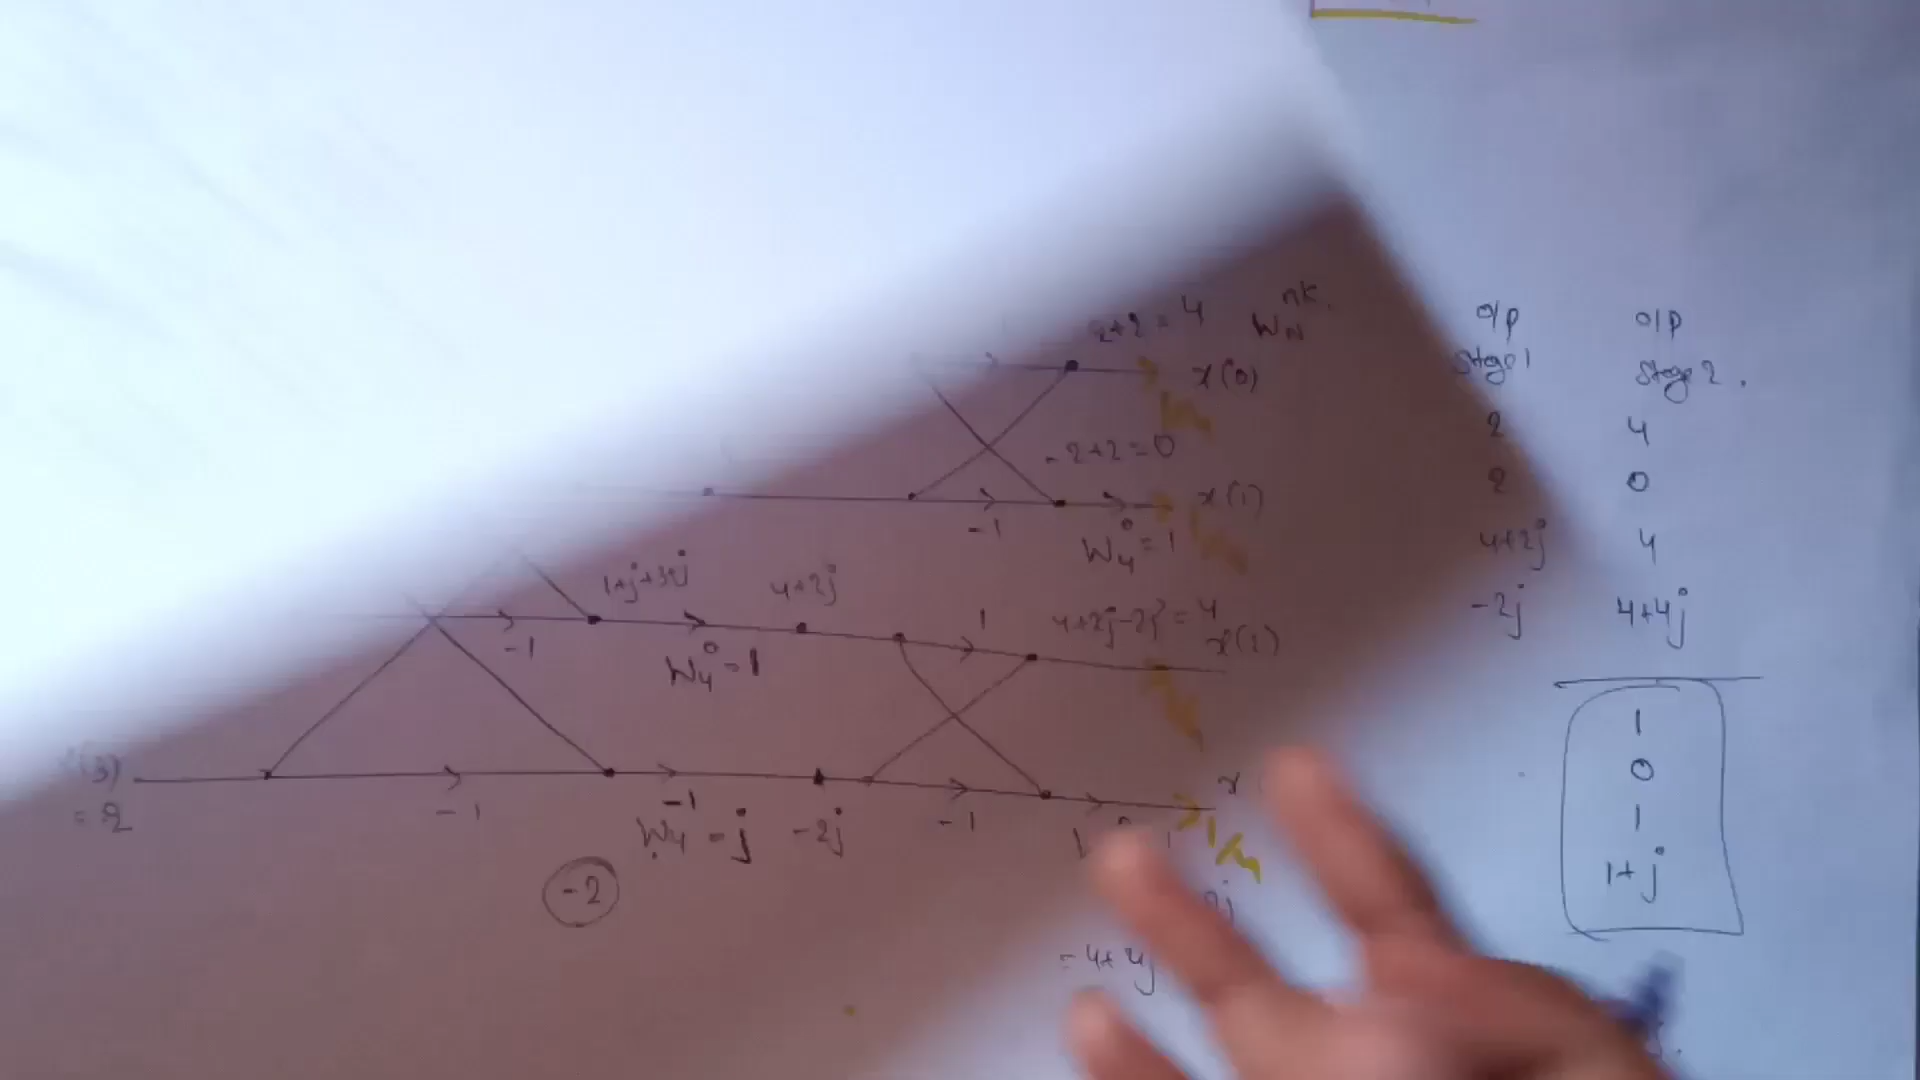 2+2=4
W_N^nk.
x(0)
-2+2=0
x(1)
-1
W_4^0=1
4+2j
1
4+2j-2j=4
x(2)
-1
W_4^0=1
(3)
=2
-1
W_4^-1=j
-2j
-1
-2
2j
=4+4j
o/p
stage 1
2
2
4+2j
-2j
o/p
stage 2.
4
0
4
4+4j
1
0
1
1+j